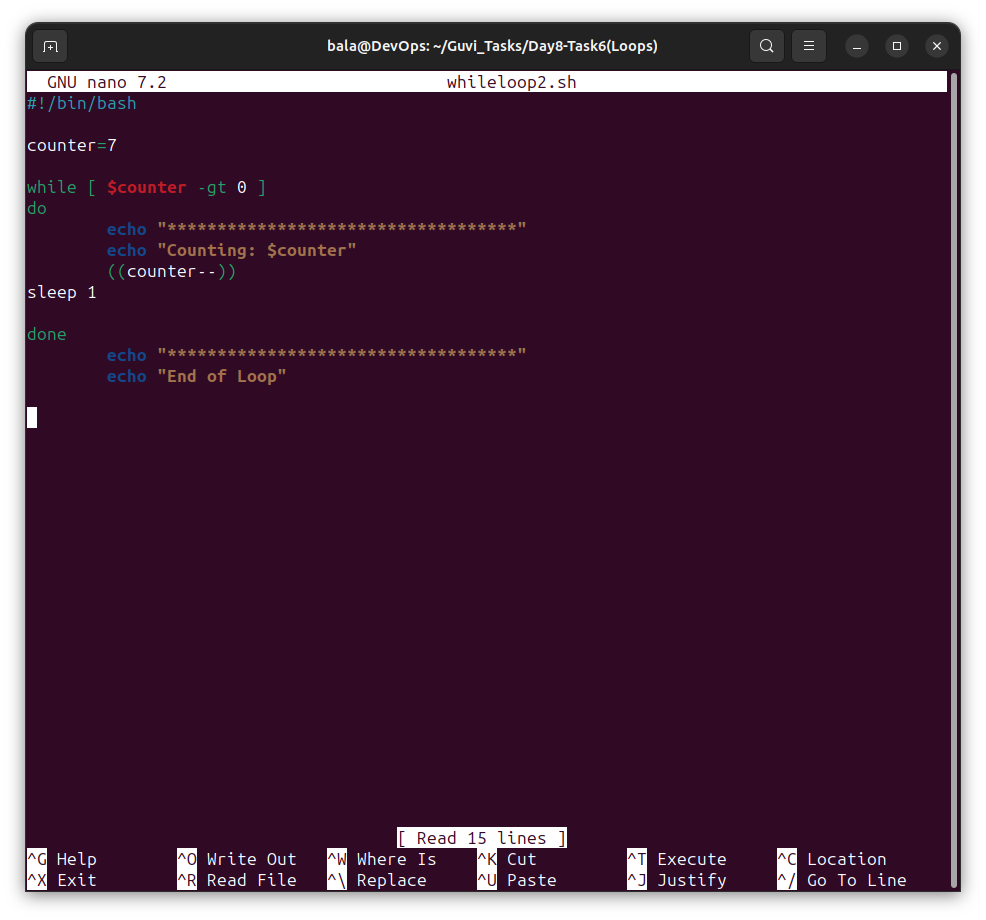 bala@DevOps: ~/Guvi_Tasks/Day8-Task6(Loops)
GNU nano 7.2 whileloop2.sh
#!/bin/bash
counter=7
while [ $counter -gt 0 ]
do
echo "***********************************"
echo "Counting: $counter"
((counter--))
sleep 1
done
echo "***********************************"
echo "End of Loop"
[ Read 15 lines ]
^G Help ^O Write Out ^W Where Is ^K Cut ^T Execute ^C Location
^X Exit ^R Read File ^\ Replace ^U Paste ^J Justify ^/ Go To Line